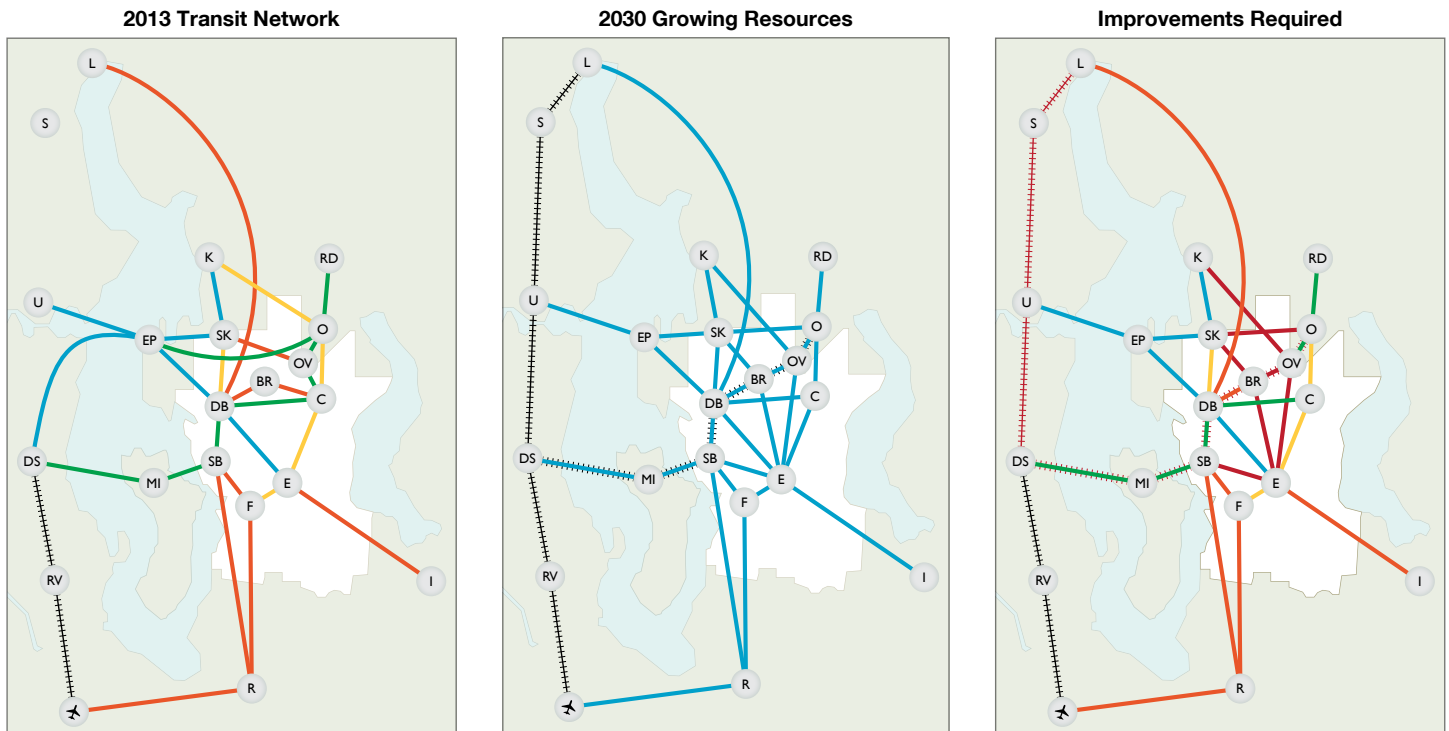 2013 Transit Network
2030 Growing Resources
Improvements Required
L
S
K
RD
U
EP
SK
O
OV
BR
DB
C
DS
SB
MI
E
F
RV
I
R
L
S
K
RD
U
EP
SK
O
OV
BR
DB
C
DS
SB
MI
E
F
RV
I
R
L
S
K
RD
U
EP
SK
O
OV
BR
DB
C
DS
SB
MI
E
F
RV
I
R